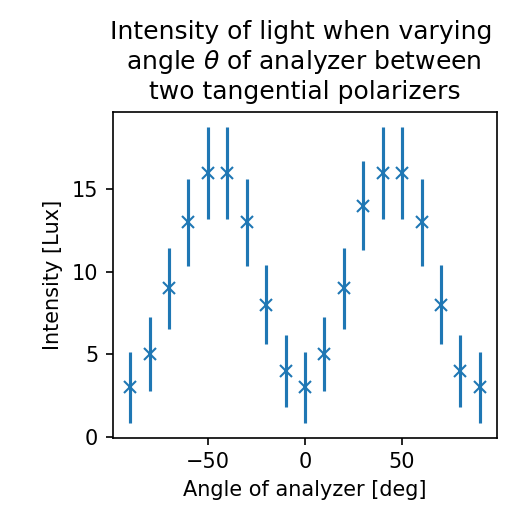 Intensity of light when varying
angle θ of analyzer between
two tangential polarizers
Intensity [Lux]
15
10
5
0
−50
0
50
Angle of analyzer [deg]